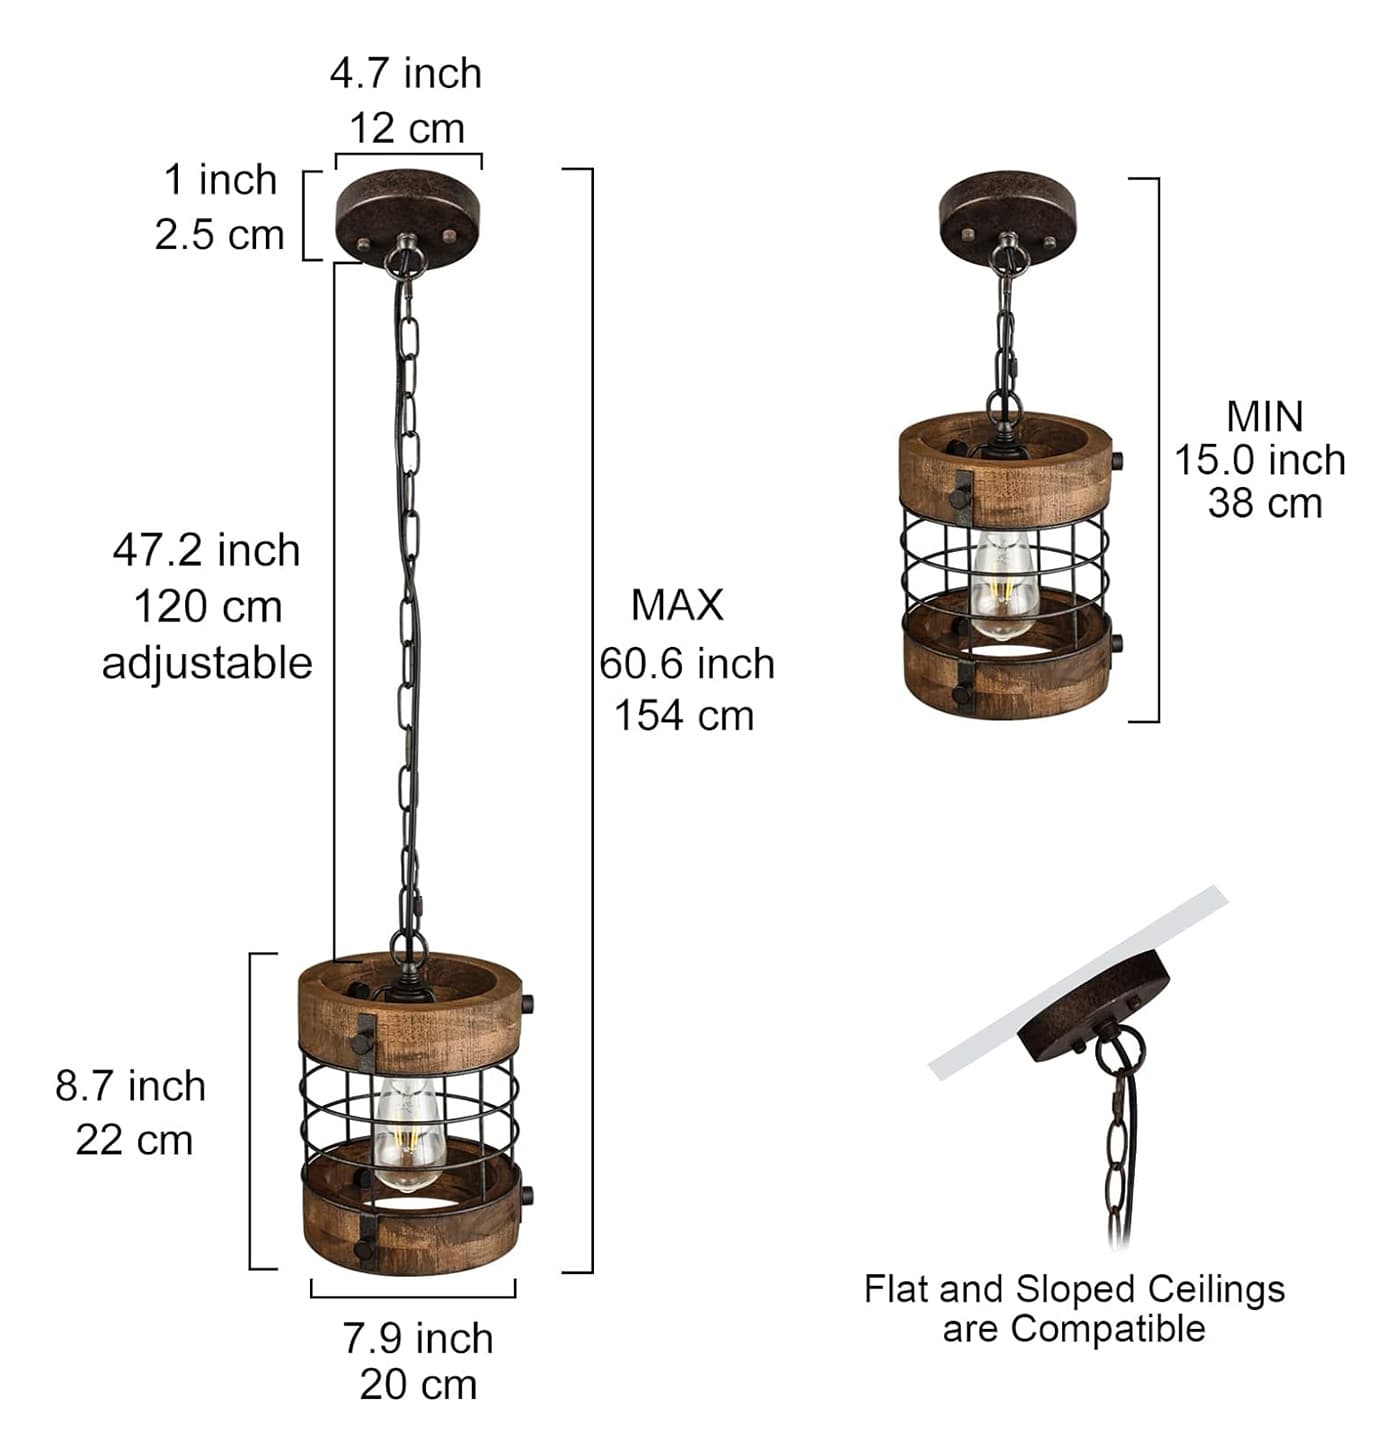 4.7 inch
12 cm
1 inch
2.5 cm
47.2 inch
120 cm
adjustable
MAX
60.6 inch
154 cm
8.7 inch
22 cm
7.9 inch
20 cm
MIN
15.0 inch
38 cm
Flat and Sloped Ceilings
are Compatible